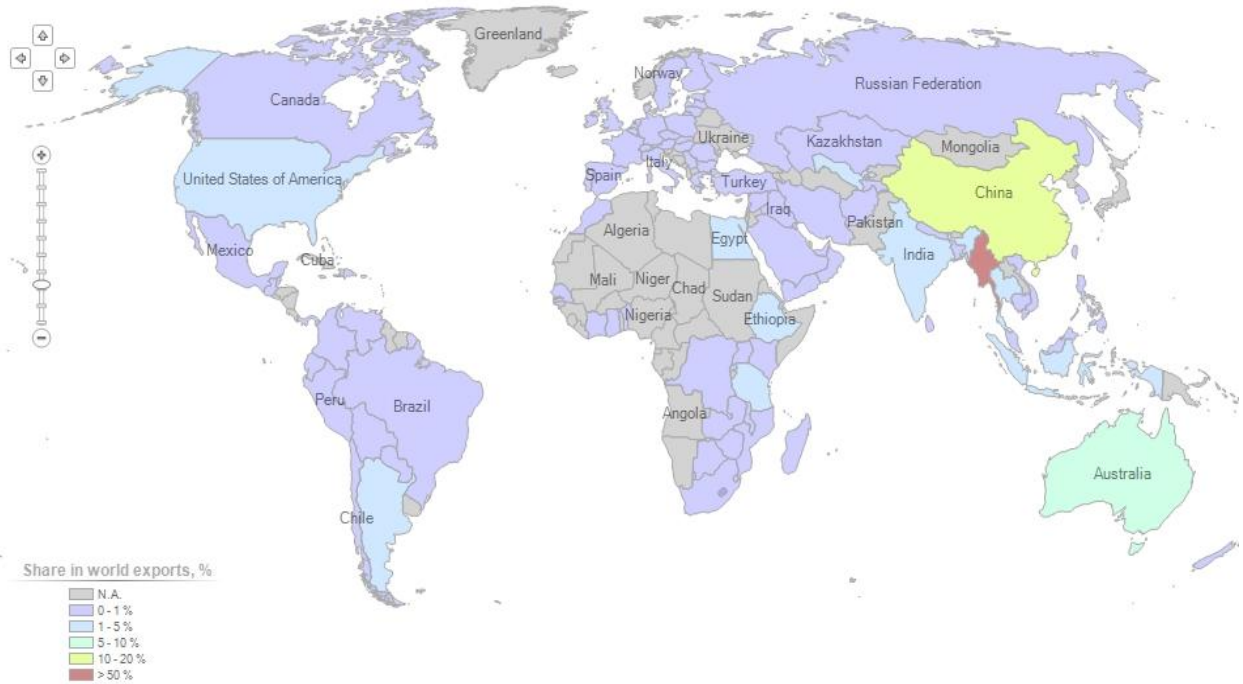 Greenland
Norway
Russian Federation
Canada
Ukraine
Kazakhstan
Mongolia
Italy
United States of America
Spain
Turkey
China
Iraq
Pakistan
Algeria
Egypt
India
Mexico
Cuba
Mali
Niger
Chad
Sudan
Nigeria
Ethiopia
Peru
Brazil
Angola
Australia
Chile
Share in world exports, %
N.A.
0 - 1 %
1 - 5 %
5 - 10 %
10 - 20 %
> 50 %